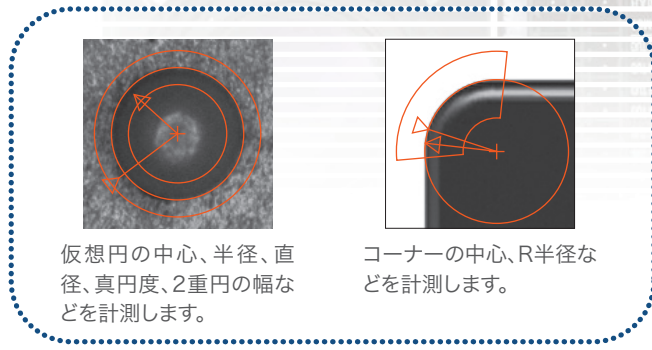 仮想円の中心、半径、直
径、真円度、2重円の幅な
どを計測します。
コーナーの中心、R半径な
どを計測します。